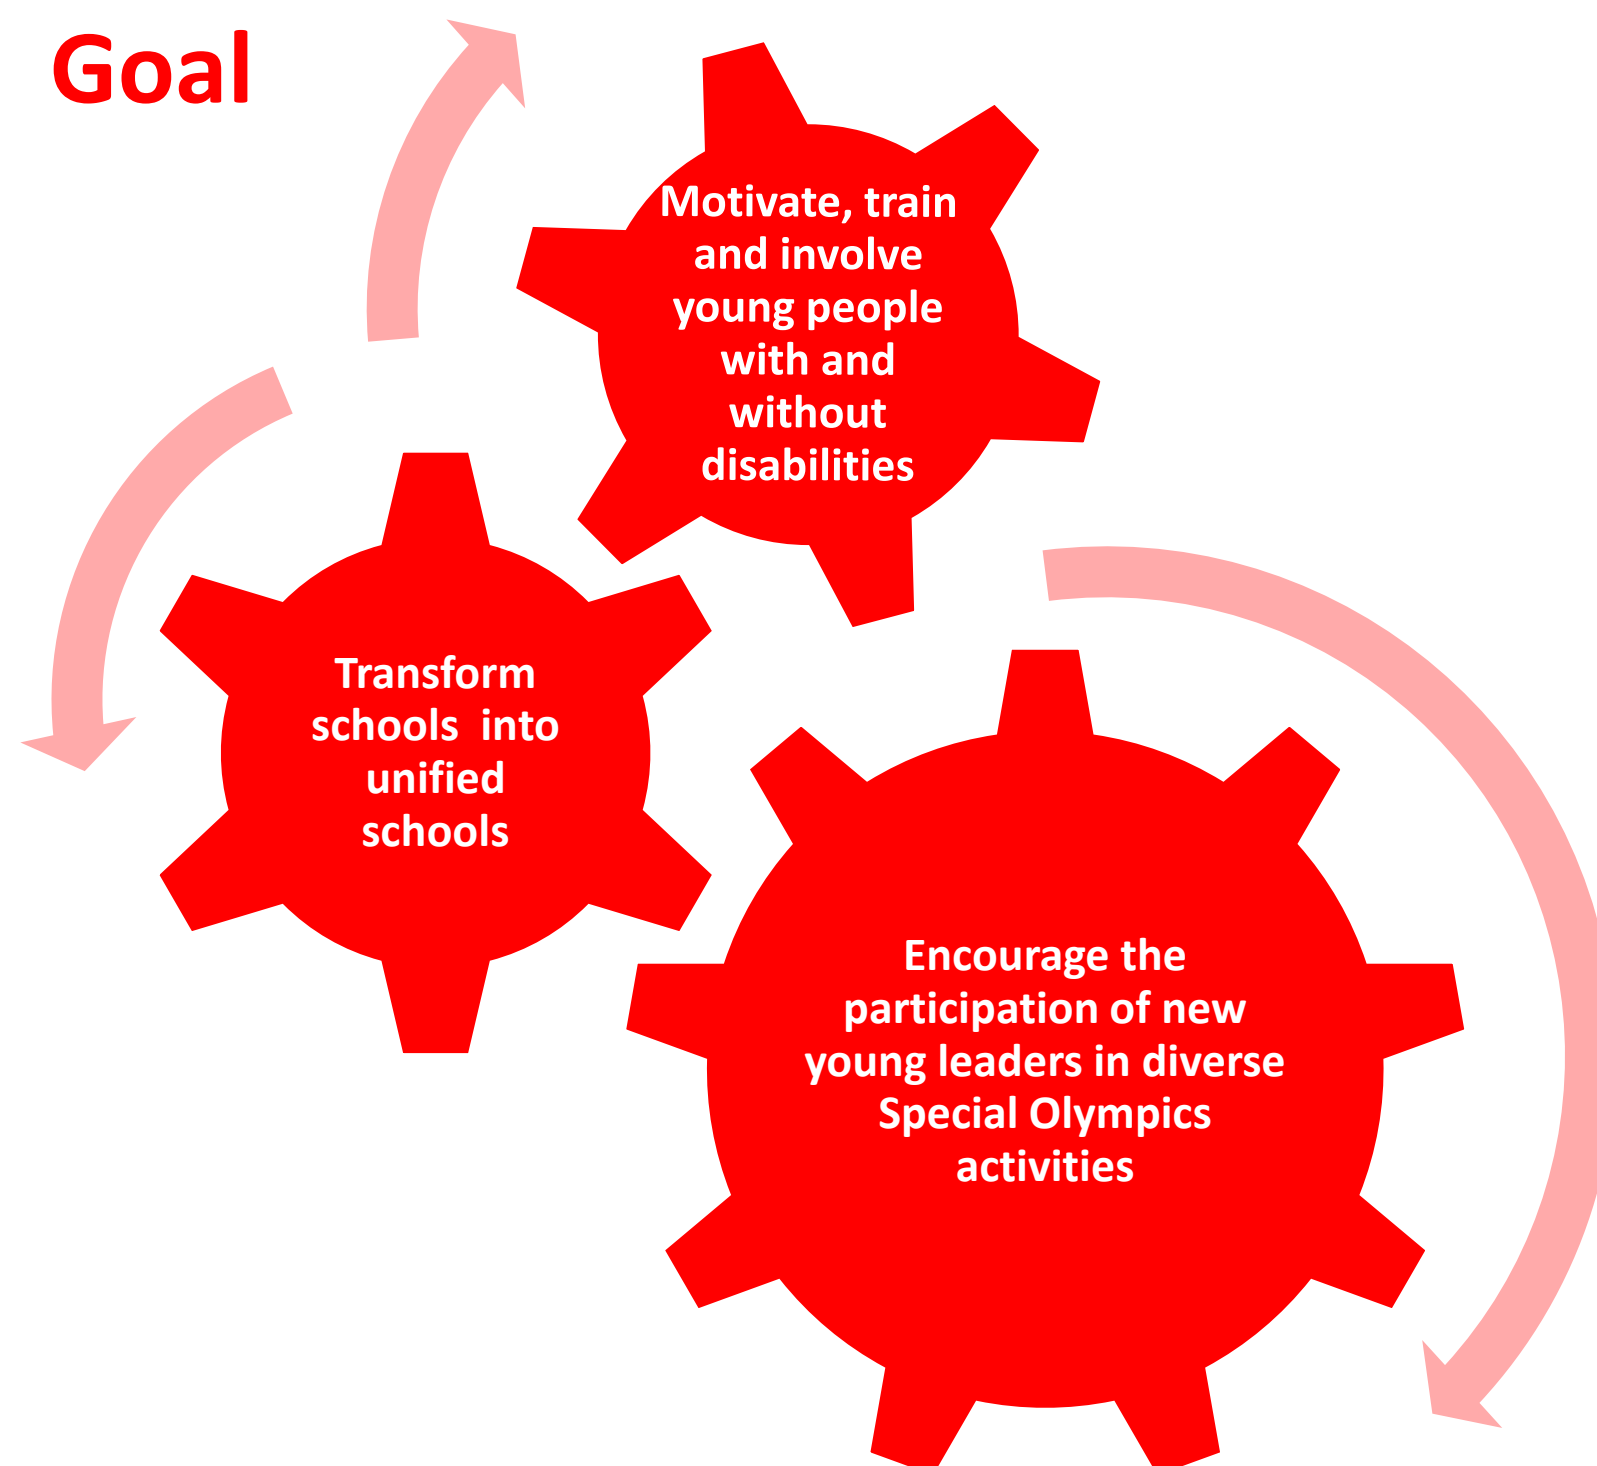 Goal
Motivate, train
and involve
young people
with and
without
disabilities
Transform
schools  into
unified
schools
Encourage the
participation of new
young leaders in diverse
Special Olympics
activities